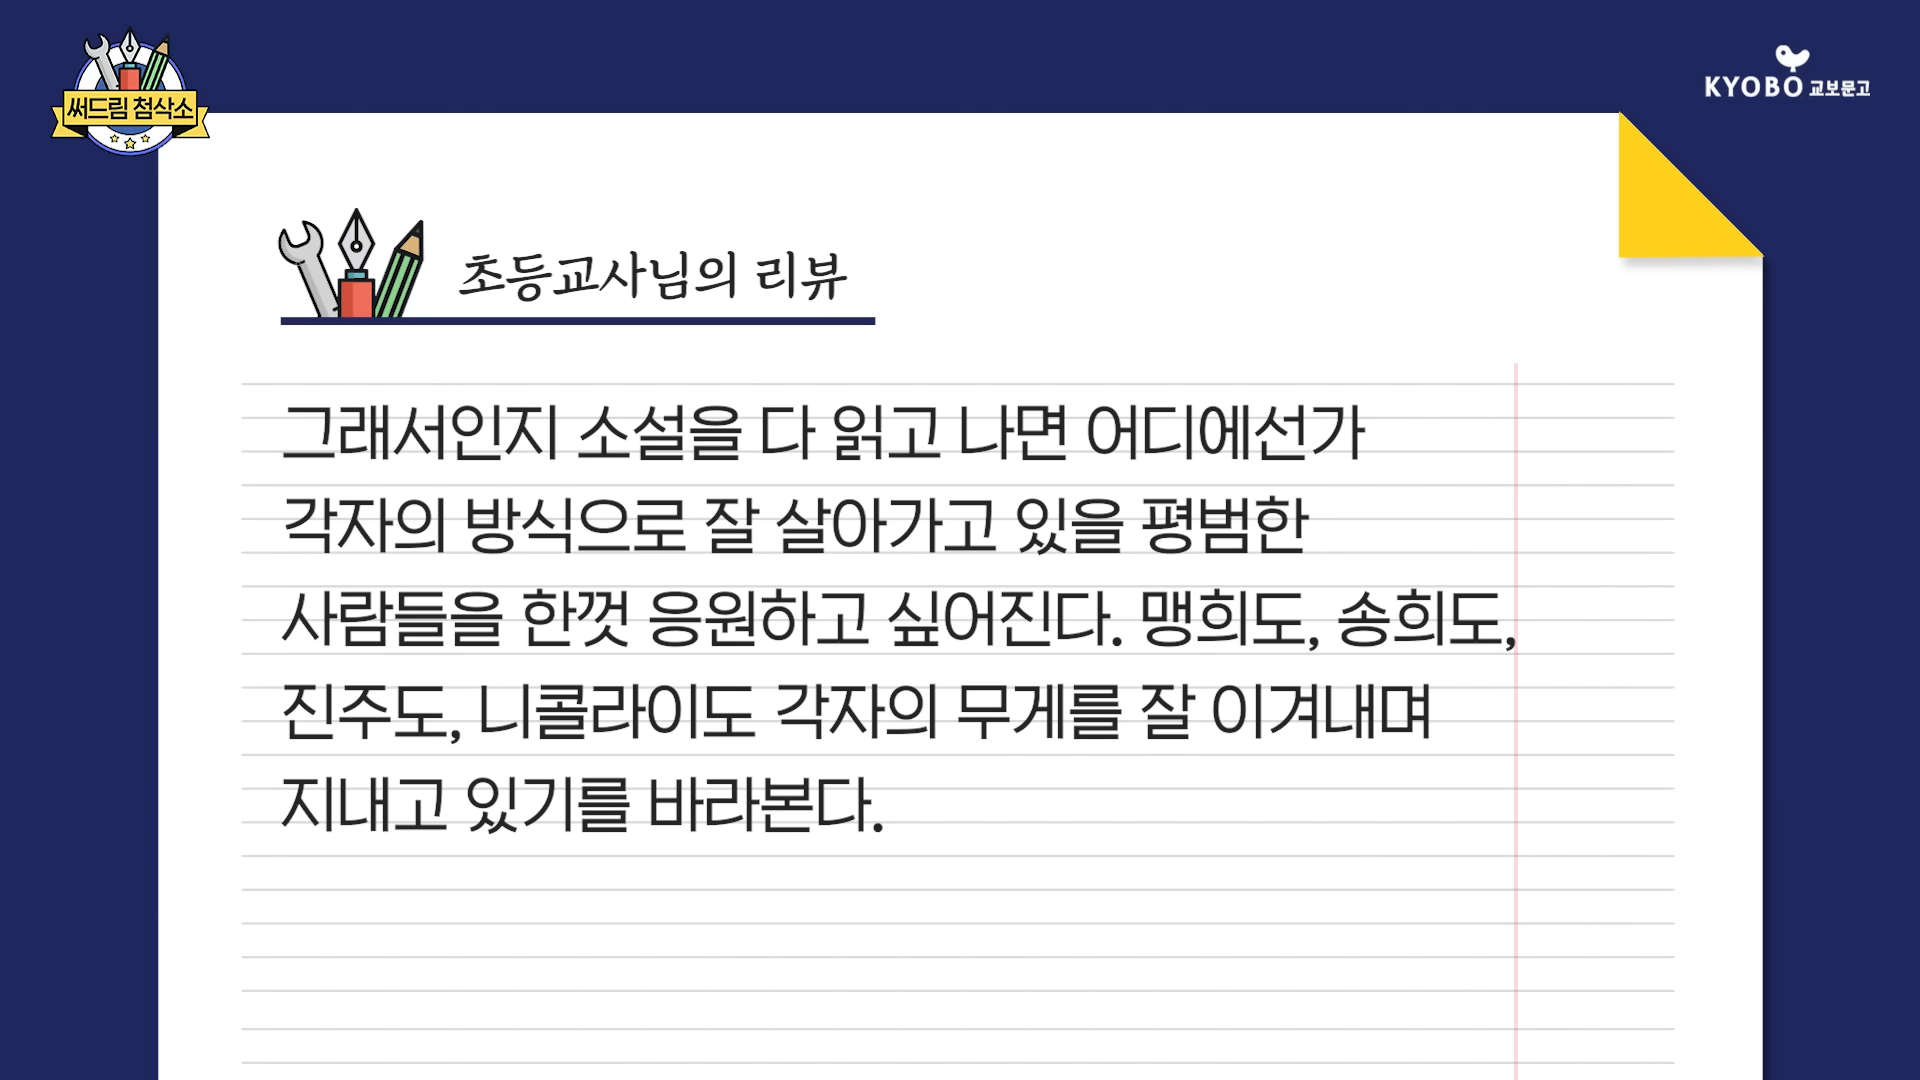 써드림 첨삭소
KYOBO 교보문고
초등교사님의 리뷰
그래서인지 소설을 다 읽고 나면 어디에선가
각자의 방식으로 잘 살아가고 있을 평범한
사람들을 한껏 응원하고 싶어진다. 맹희도, 송희도,
진주도, 니콜라이도 각자의 무게를 잘 이겨내며
지내고 있기를 바라본다.